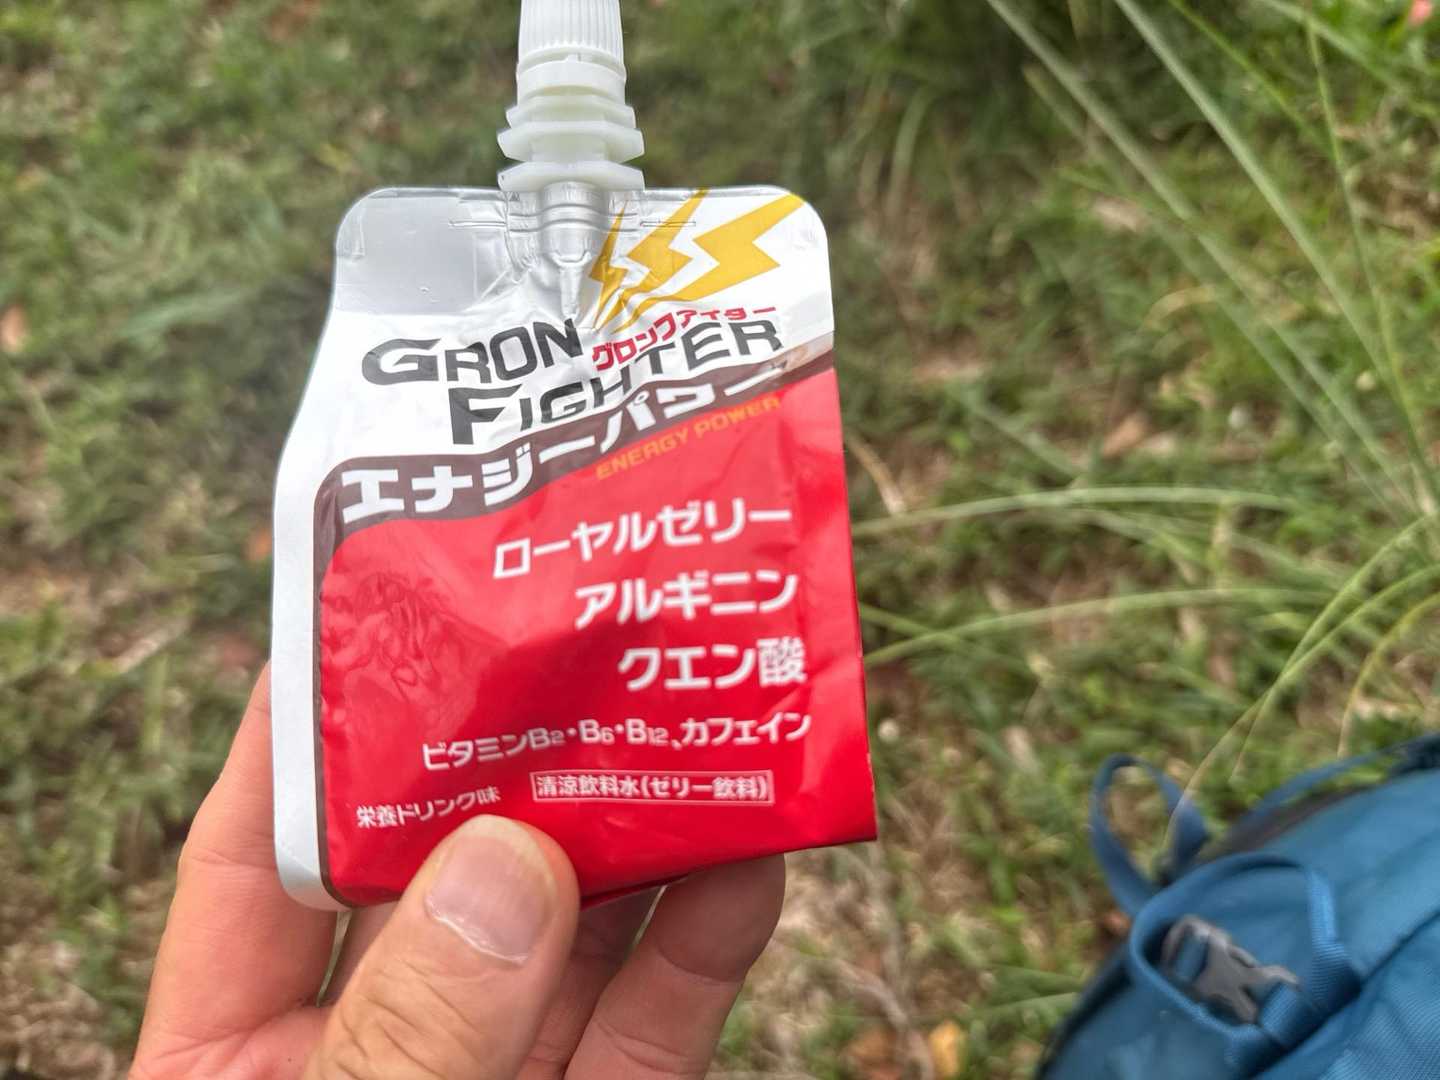 GRON
グロンファイター
FIGHTER
エナジーパワー
ENERGY POWER
ローヤルゼリー
アルギニン
クエン酸
ビタミンB2・B6・B12、カフェイン
栄養ドリンク味
清涼飲料水(ゼリー飲料)